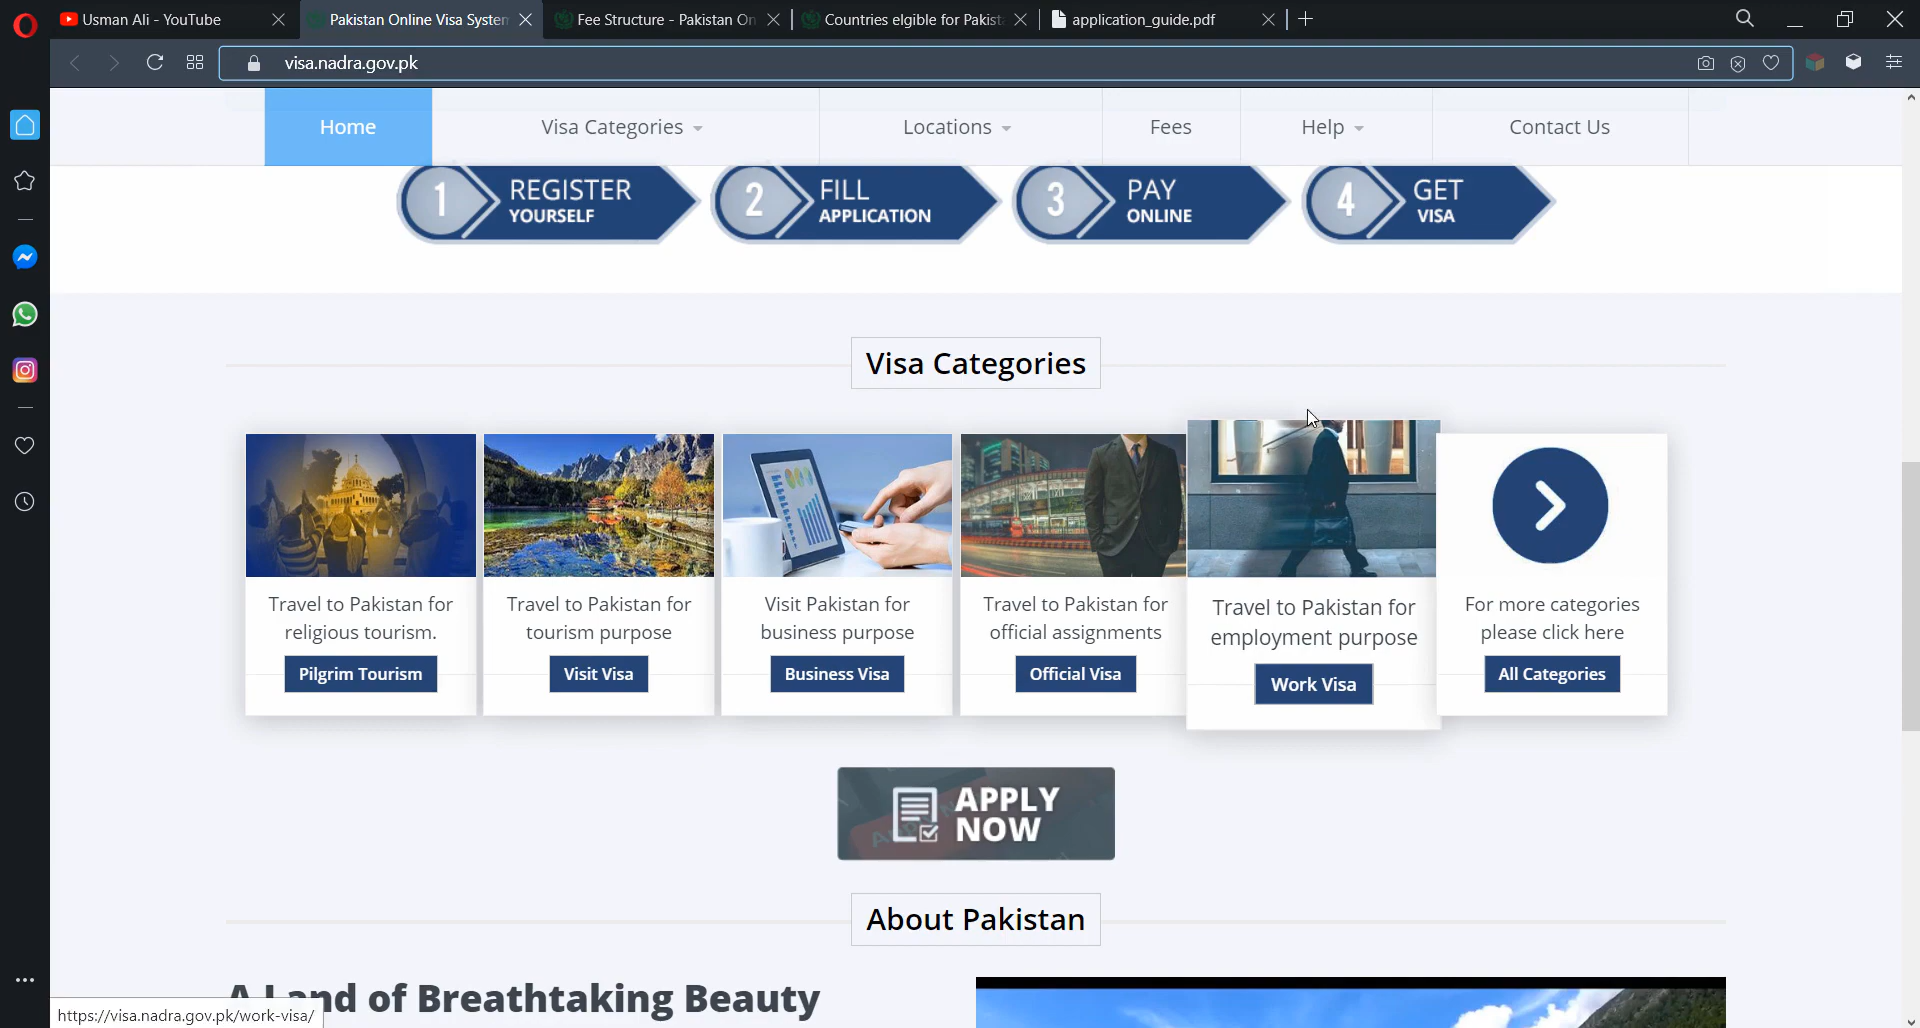 Usman Ali - YouTube
Pakistan Online Visa System
Fee Structure - Pakistan On
Countries elgible for Pakist
application_guide.pdf
visa.nadra.gov.pk
Home
Visa Categories
Locations
Fees
Help
Contact Us
1 REGISTER
YOURSELF
2 FILL
APPLICATION
3 PAY
ONLINE
4 GET
VISA
Visa Categories
Travel to Pakistan for
religious tourism.
Pilgrim Tourism
Travel to Pakistan for
tourism purpose
Visit Visa
Visit Pakistan for
business purpose
Business Visa
Travel to Pakistan for
official assignments
Official Visa
Travel to Pakistan for
employment purpose
Work Visa
For more categories
please click here
All Categories
APPLY
NOW
About Pakistan
A Land of Breathtaking Beauty
https://visa.nadra.gov.pk/work-visa/